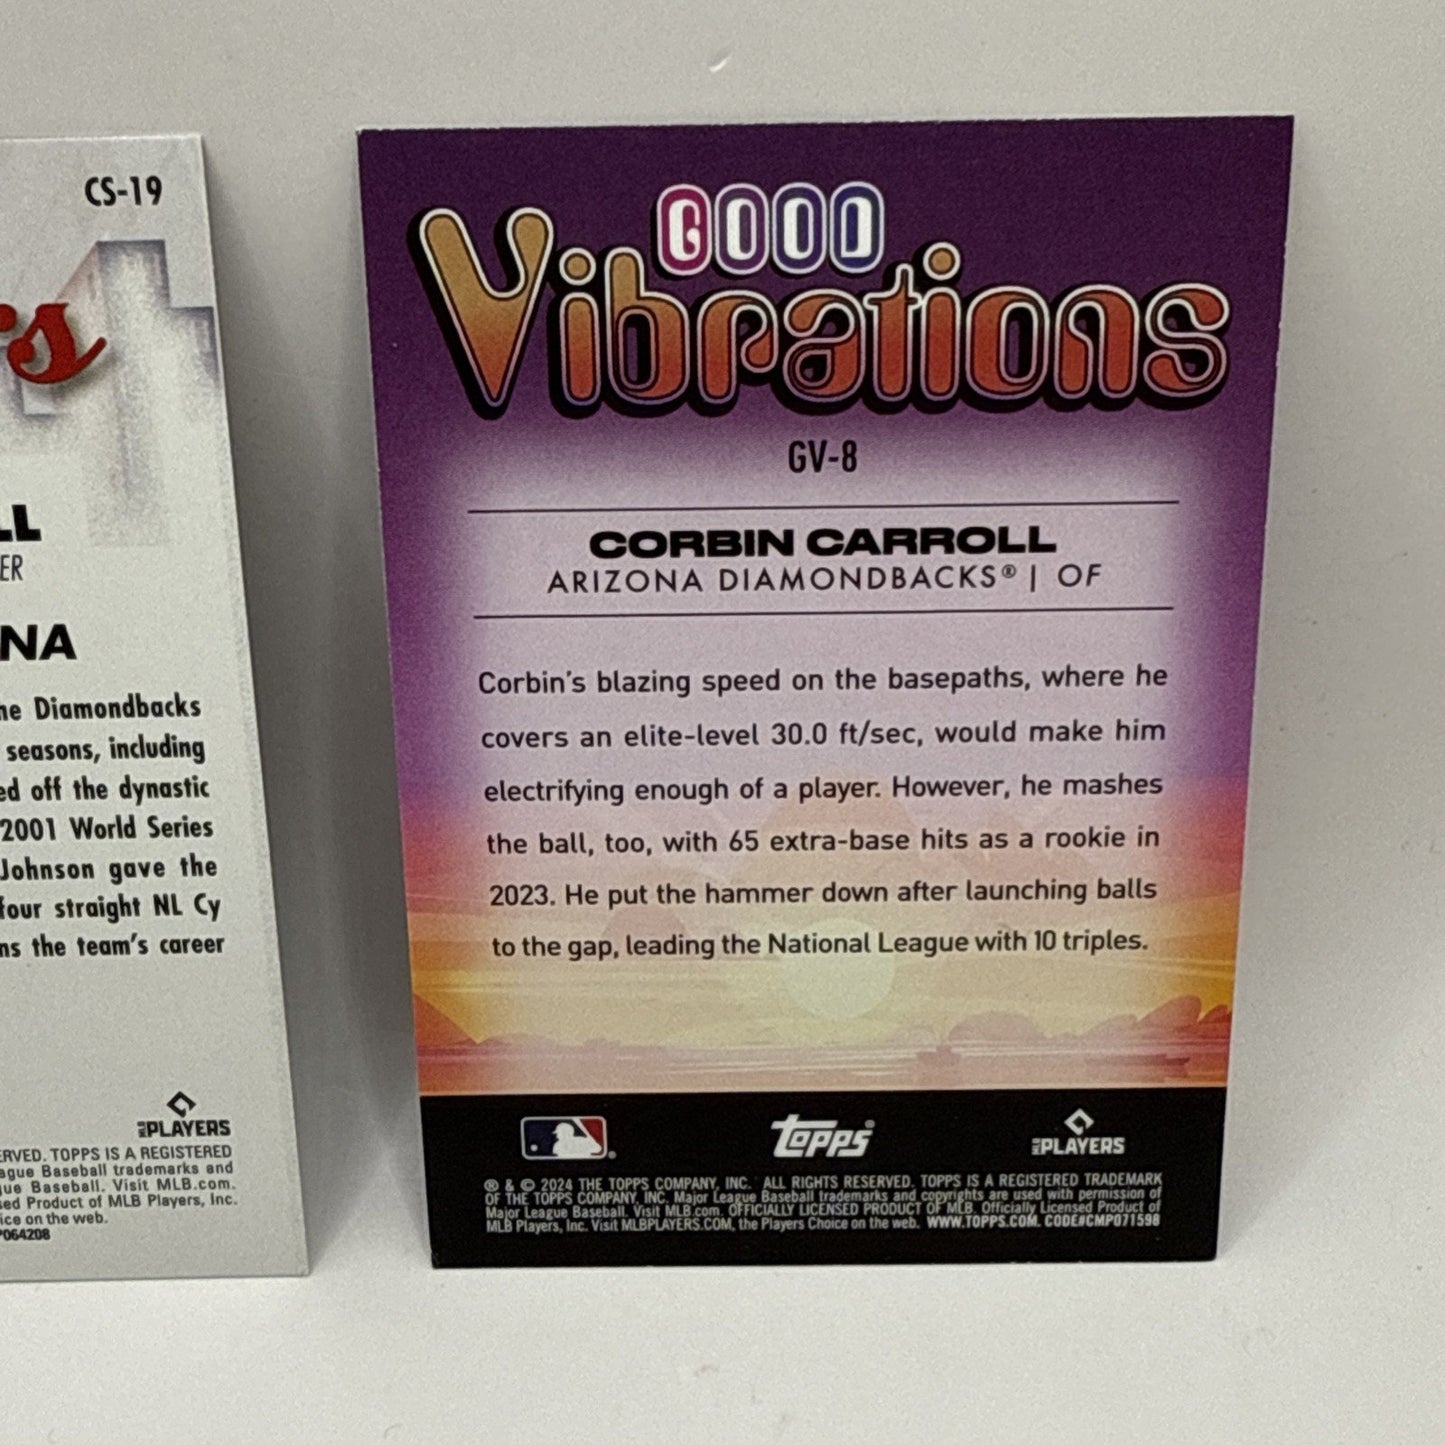 CS-19
rs
LL
ER
NA
he Diamondbacks
seasons, including
ed off the dynastic
2001 World Series
Johnson gave the
four straight NL Cy
ns the team's career
MLB PLAYERS
ERVED. TOPPS IS A REGISTERED
ague Baseball trademarks and
gue Baseball. Visit MLB.com.
sed Product of MLB Players, Inc.
ice on the web.
P064208
GOOD
Vibrations
GV-8
CORBIN CARROLL
ARIZONA DIAMONDBACKS® | OF
Corbin's blazing speed on the basepaths, where he
covers an elite-level 30.0 ft/sec, would make him
electrifying enough of a player. However, he mashes
the ball, too, with 65 extra-base hits as a rookie in
2023. He put the hammer down after launching balls
to the gap, leading the National League with 10 triples.
topps
MLB PLAYERS
® & © 2024 THE TOPPS COMPANY, INC. ALL RIGHTS RESERVED. TOPPS IS A REGISTERED TRADEMARK
OF THE TOPPS COMPANY, INC. Major League Baseball trademarks and copyrights are used with permission of
Major League Baseball. Visit MLB.com. OFFICIALLY LICENSED PRODUCT OF MLB. Officially Licensed Product of
MLB Players, Inc. Visit MLBPLAYERS.COM, the Players Choice on the web. WWW.TOPPS.COM. CODE#CMP071598